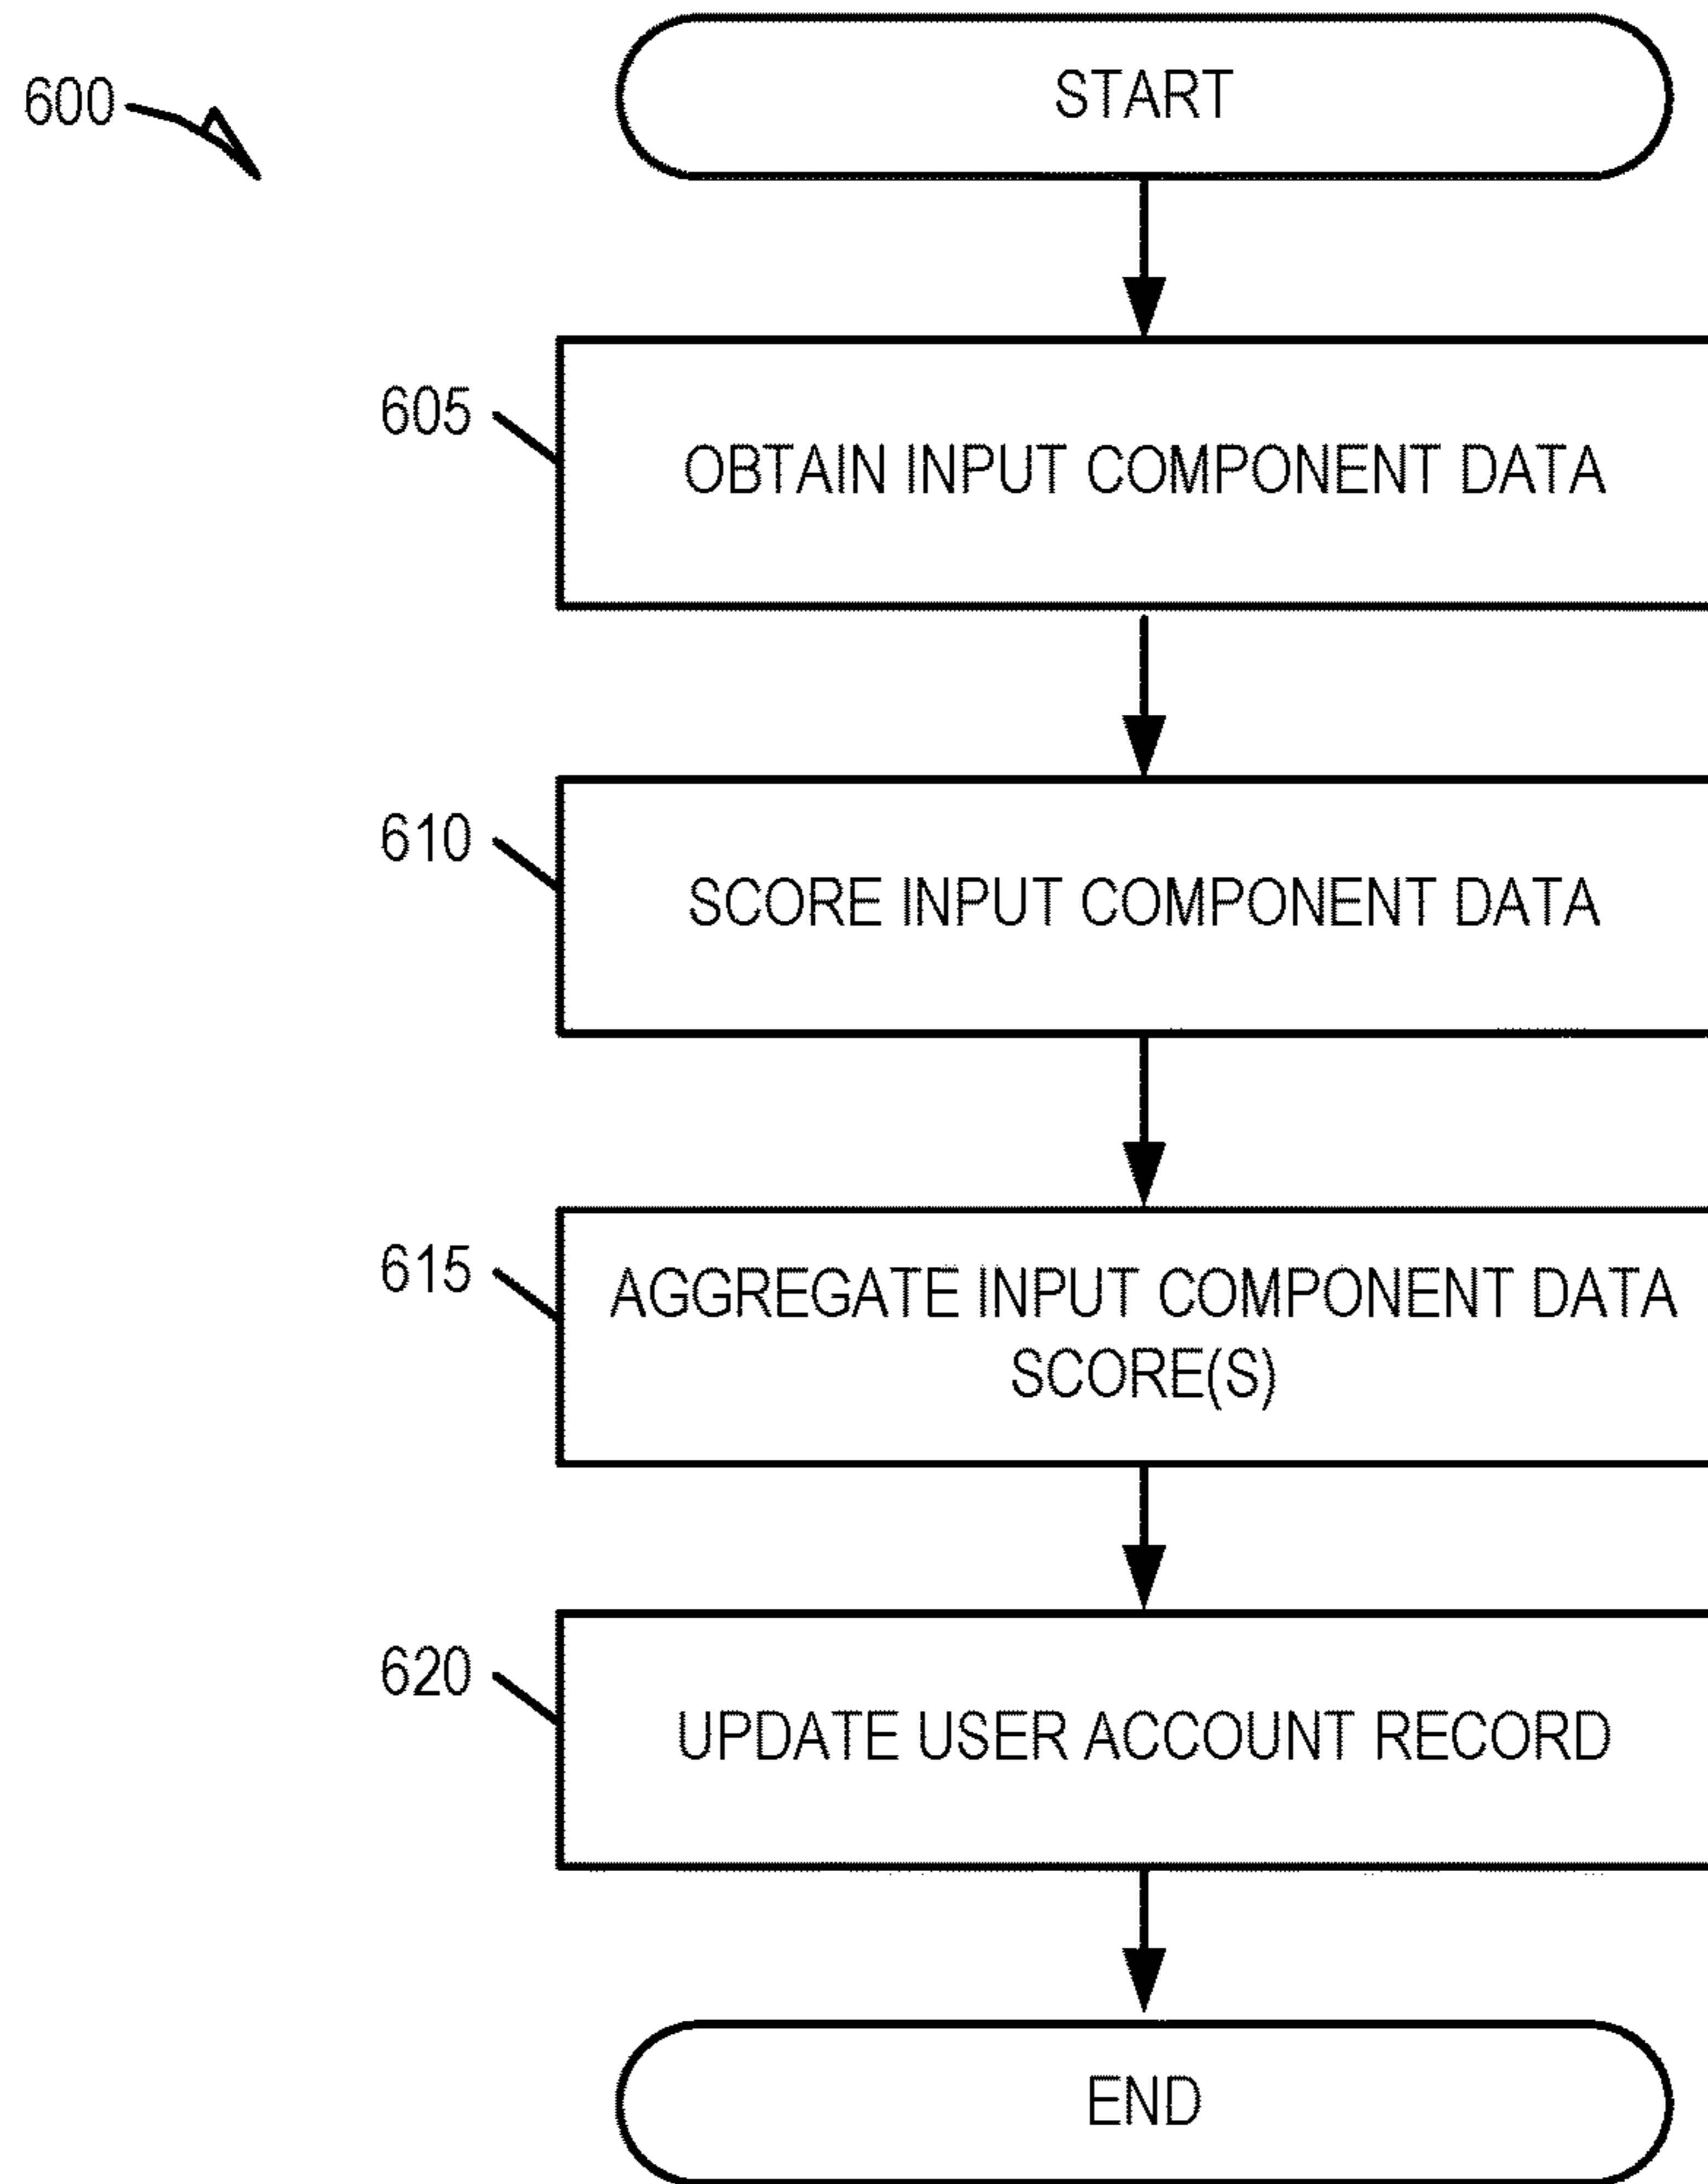 START
600
605
OBTAIN INPUT COMPONENT DATA
610
SCORE INPUT COMPONENT DATA
615
AGGREGATE INPUT COMPONENT DATA
SCORE(S)
620
UPDATE USER ACCOUNT RECORD
END